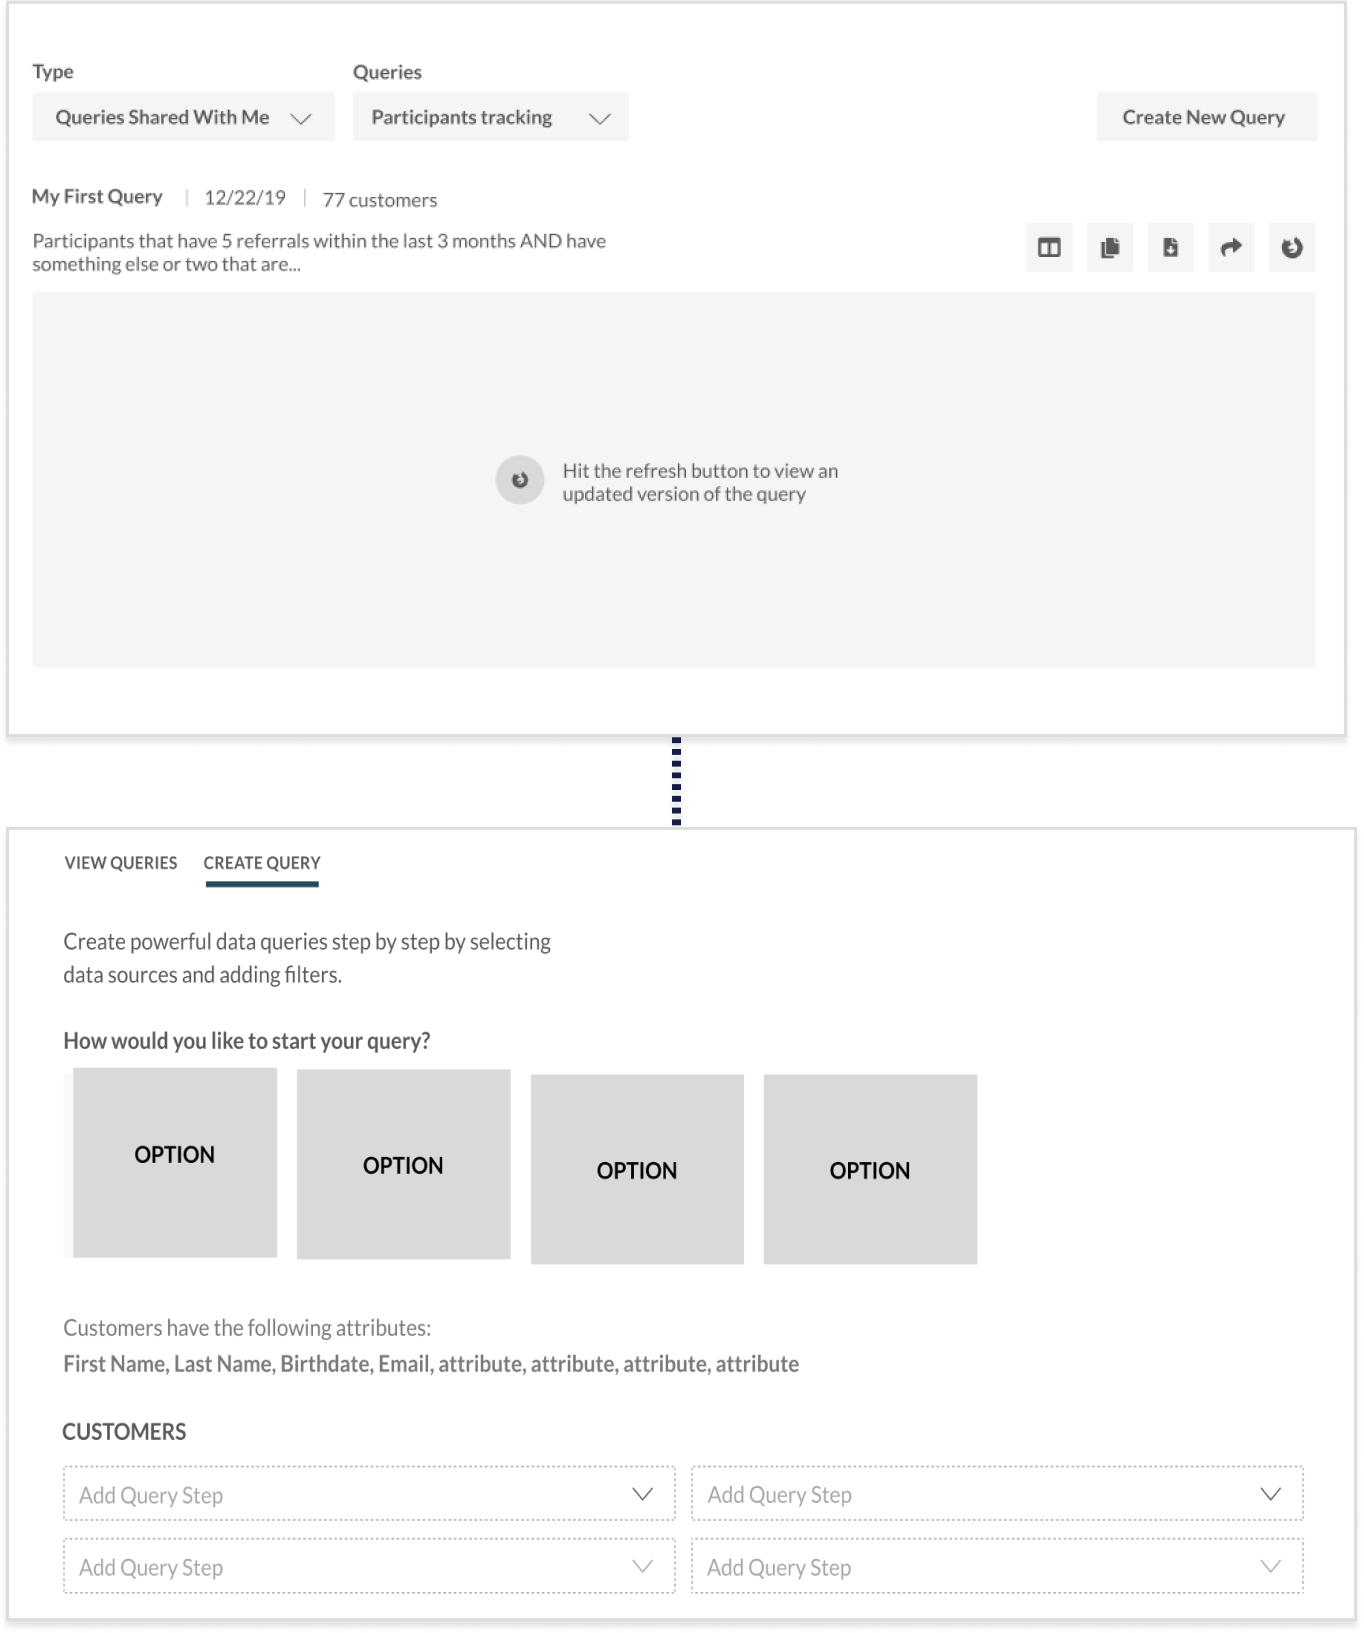 Type
Queries
Queries Shared With Me
Participants tracking
Create New Query
My First Query | 12/22/19 | 77 customers
Participants that have 5 referrals within the last 3 months AND have
something else or two that are...
Hit the refresh button to view an
updated version of the query
VIEW QUERIES
CREATE QUERY
Create powerful data queries step by step by selecting
data sources and adding filters.
How would you like to start your query?
OPTION
OPTION
OPTION
OPTION
Customers have the following attributes:
First Name, Last Name, Birthdate, Email, attribute, attribute, attribute, attribute
CUSTOMERS
Add Query Step
Add Query Step
Add Query Step
Add Query Step